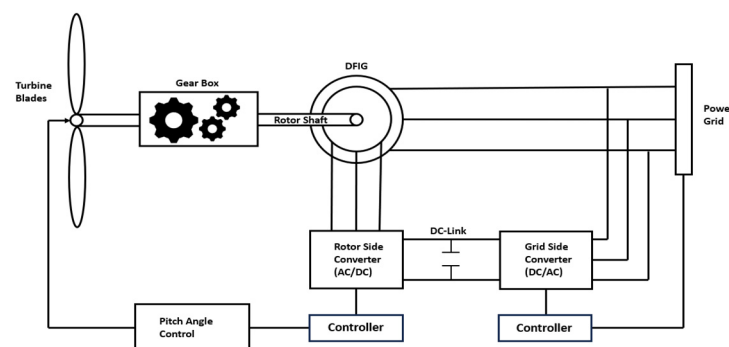 DFIG
Turbine
Blades
Gear Box
Rotor Shaft
Powe
Grid
DC-Link
Rotor Side
Converter
(AC/DC)
Grid Side
Converter
(DC/AC)
Pitch Angle
Control
Controller
Controller